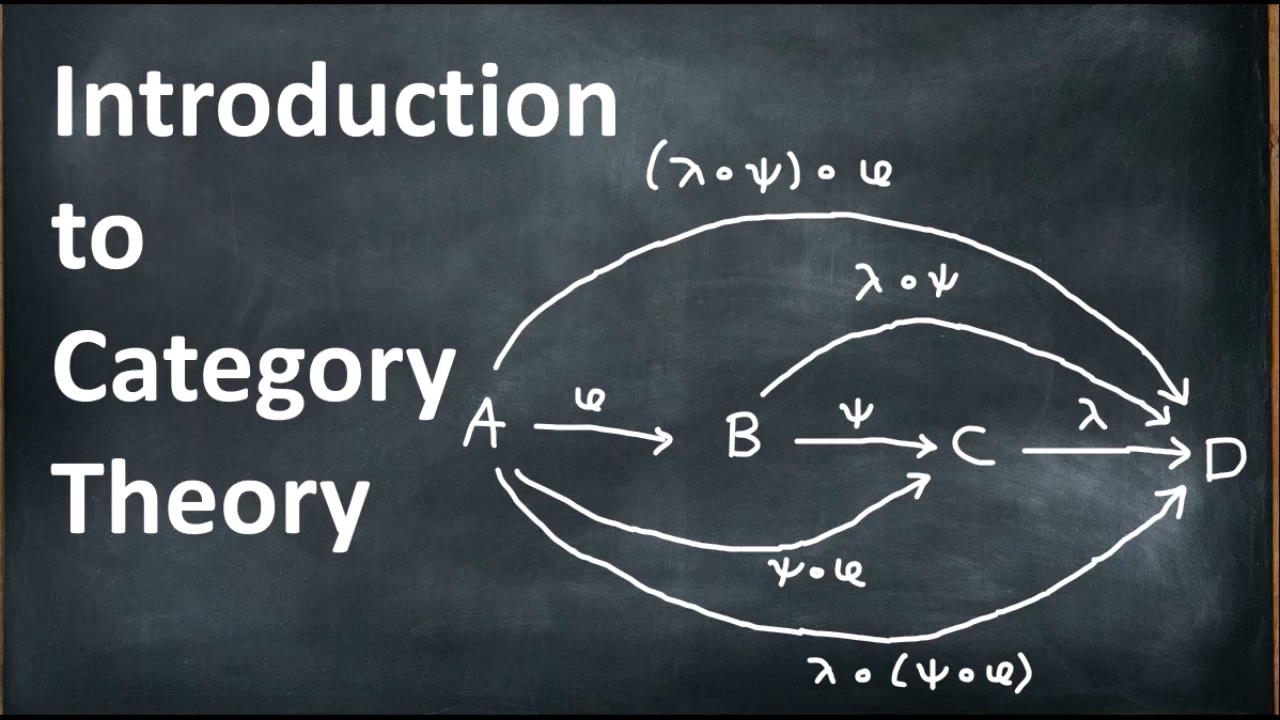 Introduction
to
Category
Theory
(λ∘ψ)∘φ
λ∘ψ
A φ B ψ C λ D
ψ∘φ
λ∘(ψ∘φ)